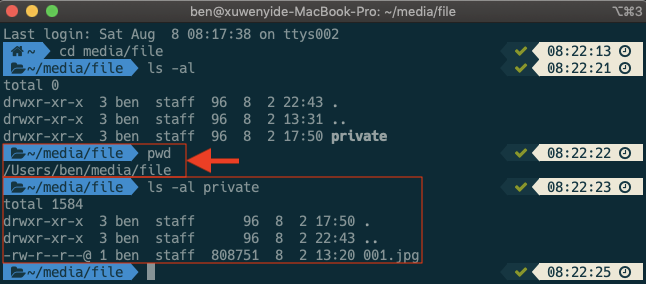 ben@xuwenyide-MacBook-Pro: ~/media/file ⌥⌘3
Last login: Sat Aug  8 08:17:38 on ttys002
~ cd media/file ✓ 08:22:13
~/media/file ls -al ✓ 08:22:21
total 0
drwxr-xr-x  3 ben  staff  96  8  2 22:43 .
drwxr-xr-x  3 ben  staff  96  8  2 13:31 ..
drwxr-xr-x  3 ben  staff  96  8  2 17:50 private
~/media/file pwd ✓ 08:22:22
/Users/ben/media/file
~/media/file ls -al private ✓ 08:22:23
total 1584
drwxr-xr-x  3 ben  staff      96  8  2 17:50 .
drwxr-xr-x  3 ben  staff      96  8  2 22:43 ..
-rw-r--r--@ 1 ben  staff  808751  8  2 13:20 001.jpg
~/media/file ✓ 08:22:25